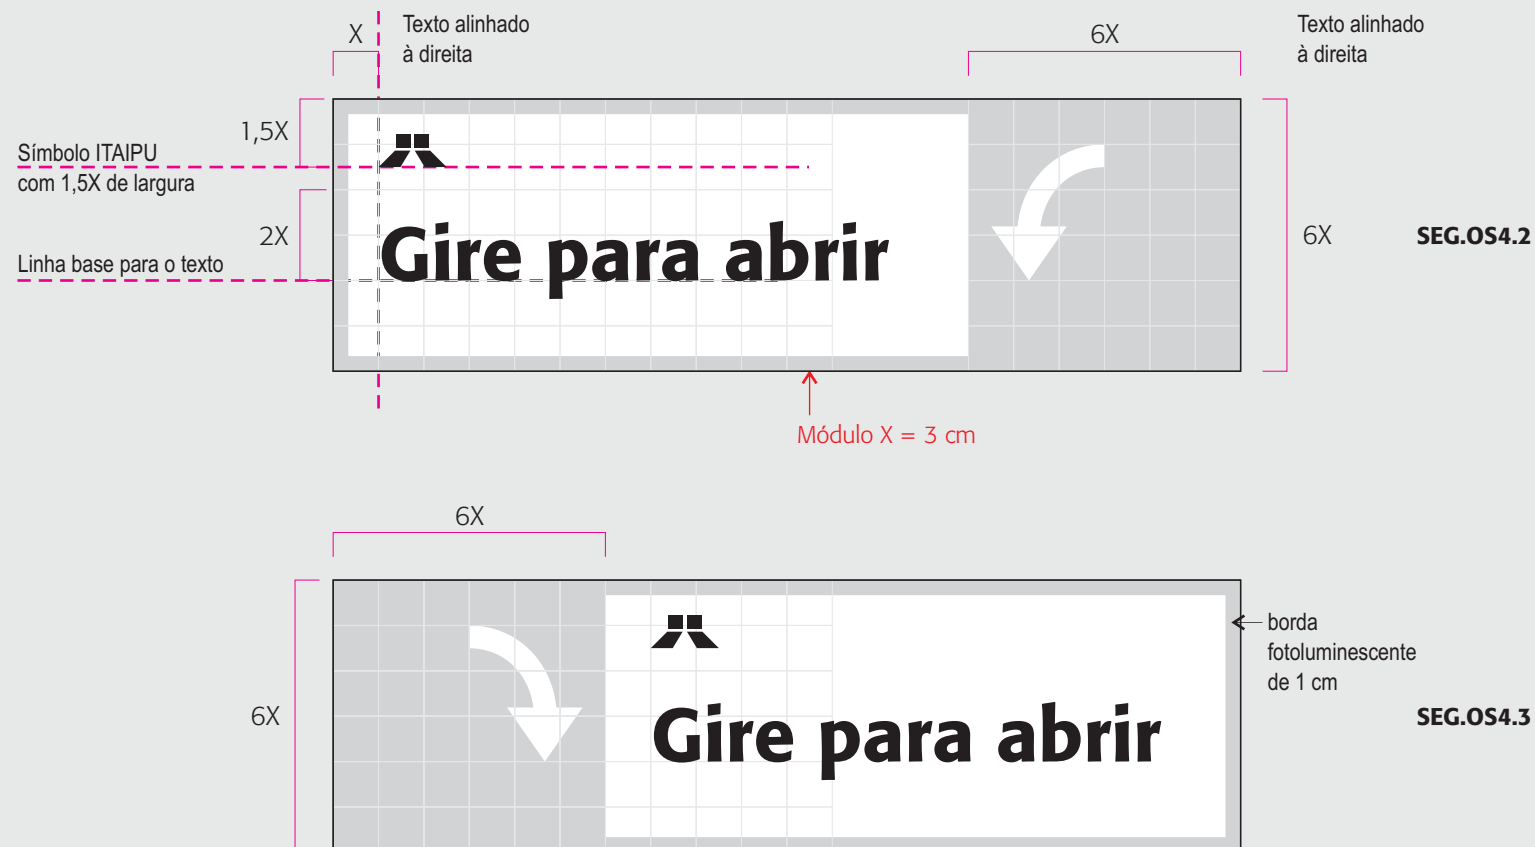 X
Texto alinhado
à direita
6X
Texto alinhado
à direita
1,5X
Símbolo ITAIPU
com 1,5X de largura
2X
Linha base para o texto
Gire para abrir
6X
SEG.OS4.2
Módulo X = 3 cm
6X
6X
Gire para abrir
borda
fotoluminescente
de 1 cm
SEG.OS4.3